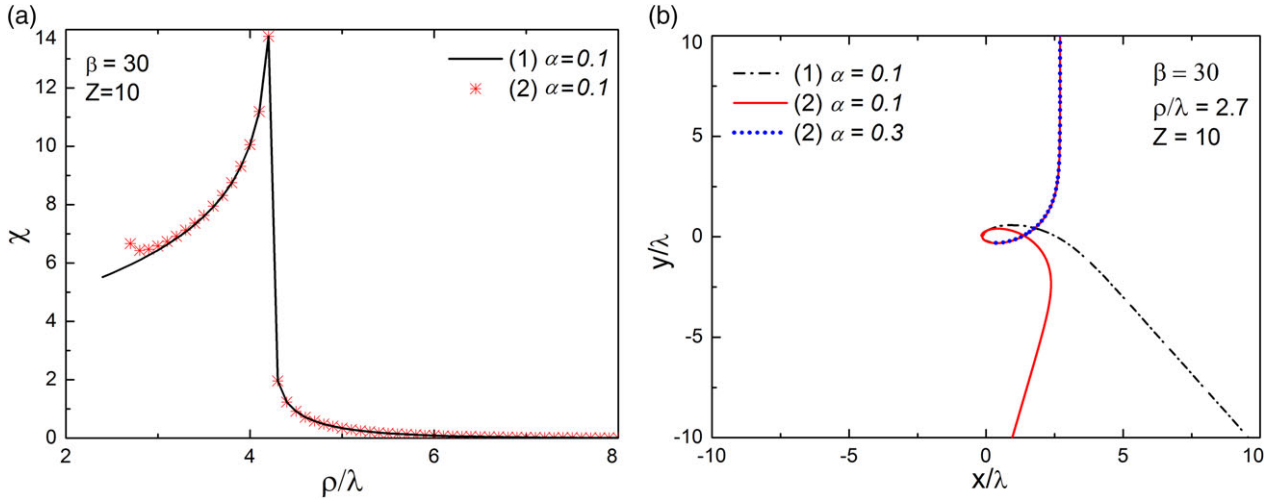 (a)
χ
14
12
10
8
6
4
2
0
β = 30
Z=10
(1) α=0.1
(2) α=0.1
2 4 6 8
ρ/λ
(b)
y/λ
10
5
0
-5
-10
(1) α = 0.1
(2) α = 0.1
(2) α = 0.3
β = 30
ρ/λ = 2.7
Z = 10
-10 -5 0 5 10
x/λ